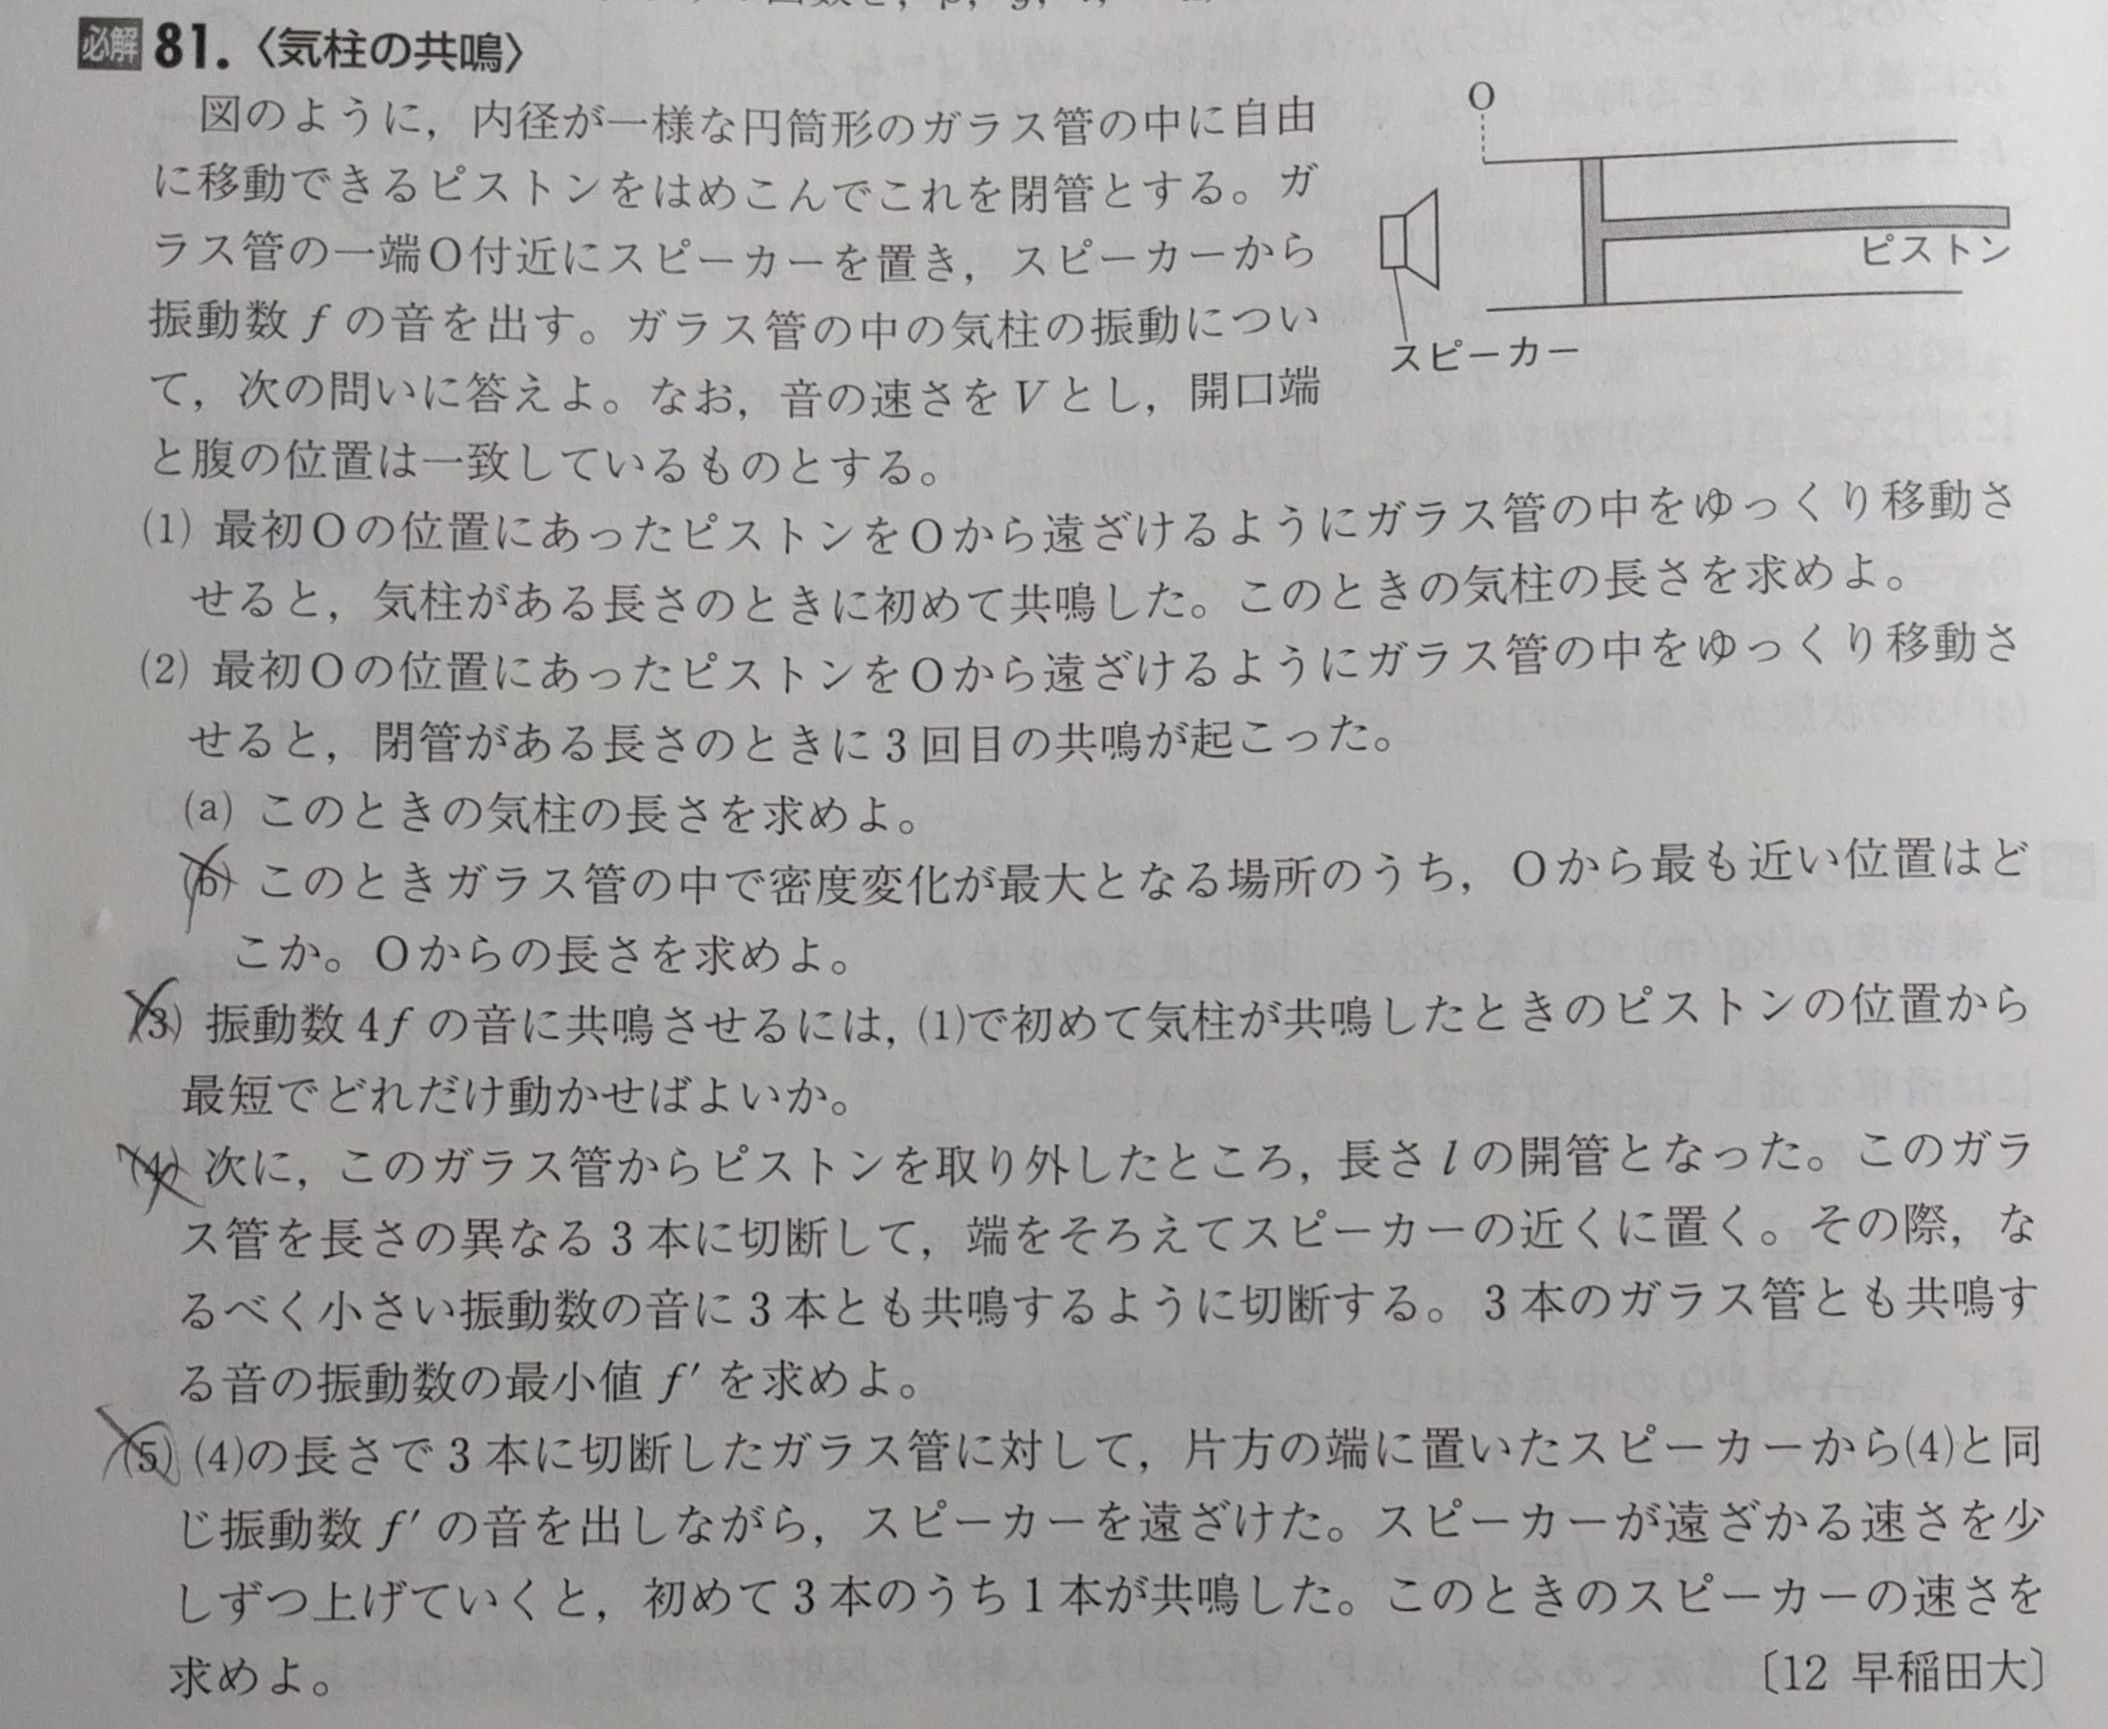 必解 81. 〈気柱の共鳴〉
図のように，内径が一様な円筒形のガラス管の中に自由
に移動できるピストンをはめこんでこれを閉管とする。ガ
ラス管の一端O付近にスピーカーを置き，スピーカーから
振動数 f の音を出す。ガラス管の中の気柱の振動につい
て，次の問いに答えよ。なお，音の速さを V とし，開口端
と腹の位置は一致しているものとする。
O
ピストン
スピーカー
(1) 最初Oの位置にあったピストンをOから遠ざけるようにガラス管の中をゆっくり移動さ
せると，気柱がある長さのときに初めて共鳴した。このときの気柱の長さを求めよ。
(2) 最初Oの位置にあったピストンをOから遠ざけるようにガラス管の中をゆっくり移動さ
せると，閉管がある長さのときに3回目の共鳴が起こった。
(a) このときの気柱の長さを求めよ。
(b) このときガラス管の中で密度変化が最大となる場所のうち，Oから最も近い位置はど
こか。Oからの長さを求めよ。
(3) 振動数 4f の音に共鳴させるには，(1)で初めて気柱が共鳴したときのピストンの位置から
最短でどれだけ動かせばよいか。
(4) 次に，このガラス管からピストンを取り外したところ，長さ l の開管となった。このガラ
ス管を長さの異なる3本に切断して，端をそろえてスピーカーの近くに置く。その際，な
るべく小さい振動数の音に3本とも共鳴するように切断する。3本のガラス管とも共鳴す
る音の振動数の最小値 f′ を求めよ。
(5) (4)の長さで3本に切断したガラス管に対して，片方の端に置いたスピーカーから(4)と同
じ振動数 f′ の音を出しながら，スピーカーを遠ざけた。スピーカーが遠ざかる速さを少
しずつ上げていくと，初めて3本のうち1本が共鳴した。このときのスピーカーの速さを
求めよ。
〔12 早稲田大〕